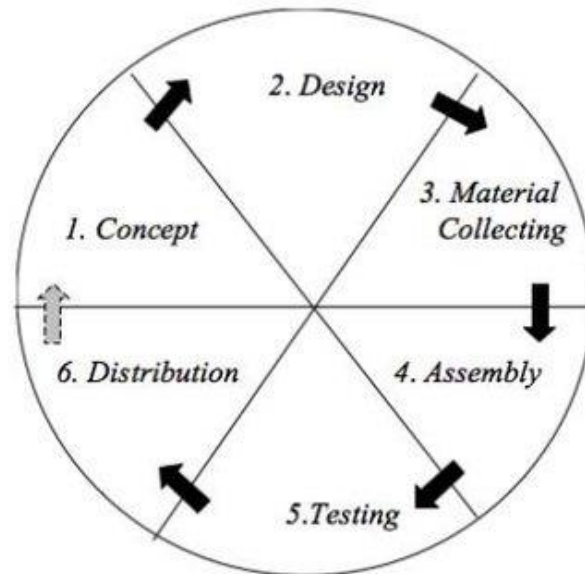 1. Concept
2. Design
3. Material
Collecting
4. Assembly
5.Testing
6. Distribution